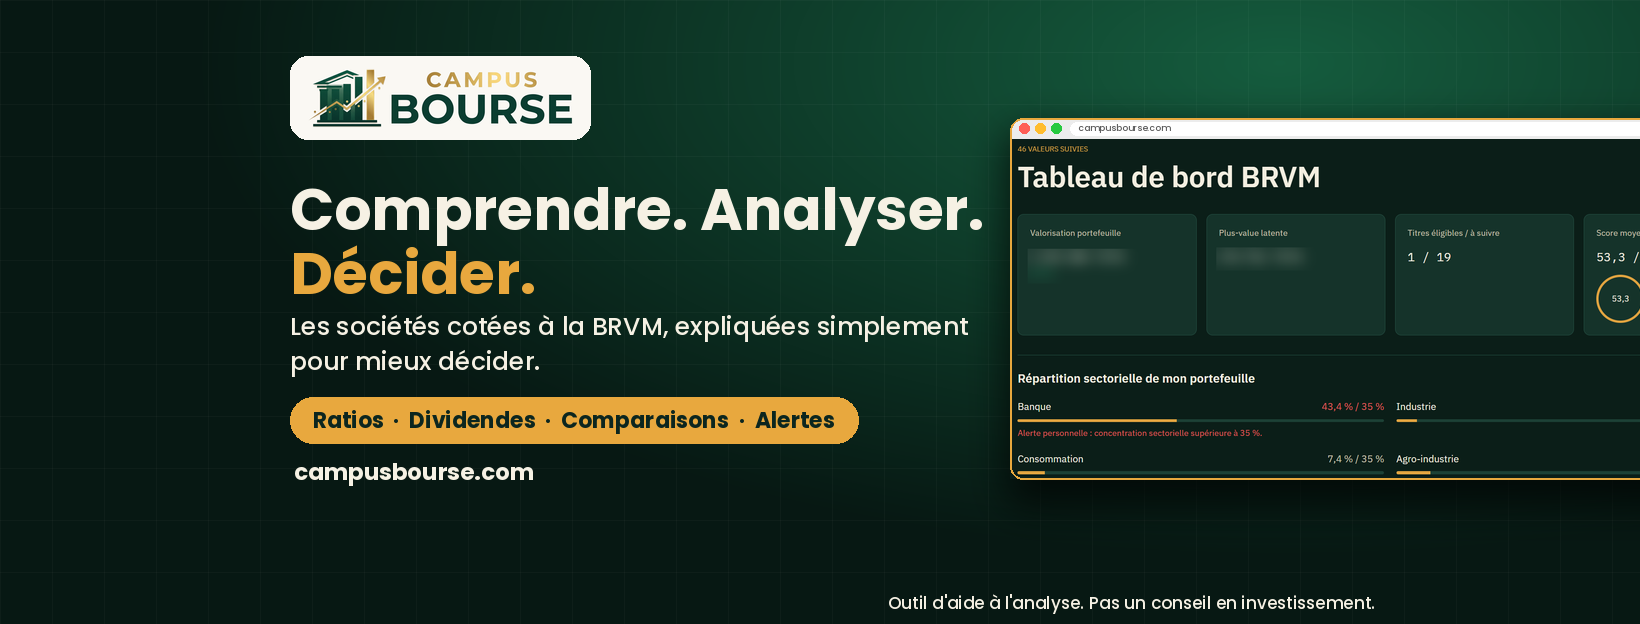 CAMPUS
BOURSE
Comprendre. Analyser.
Décider.
Les sociétés cotées à la BRVM, expliquées simplement
pour mieux décider.
Ratios · Dividendes · Comparaisons · Alertes
campusbourse.com
campusbourse.com
46 VALEURS SUIVIES
Tableau de bord BRVM
Valorisation portefeuille
Plus-value latente
Titres éligibles / à suivre
1 / 19
Score moye
53,3 /
53,3
Répartition sectorielle de mon portefeuille
Banque 43,4 % / 35 % Industrie
Alerte personnelle : concentration sectorielle supérieure à 35 %.
Consommation 7,4 % / 35 % Agro-industrie
Outil d'aide à l'analyse. Pas un conseil en investissement.